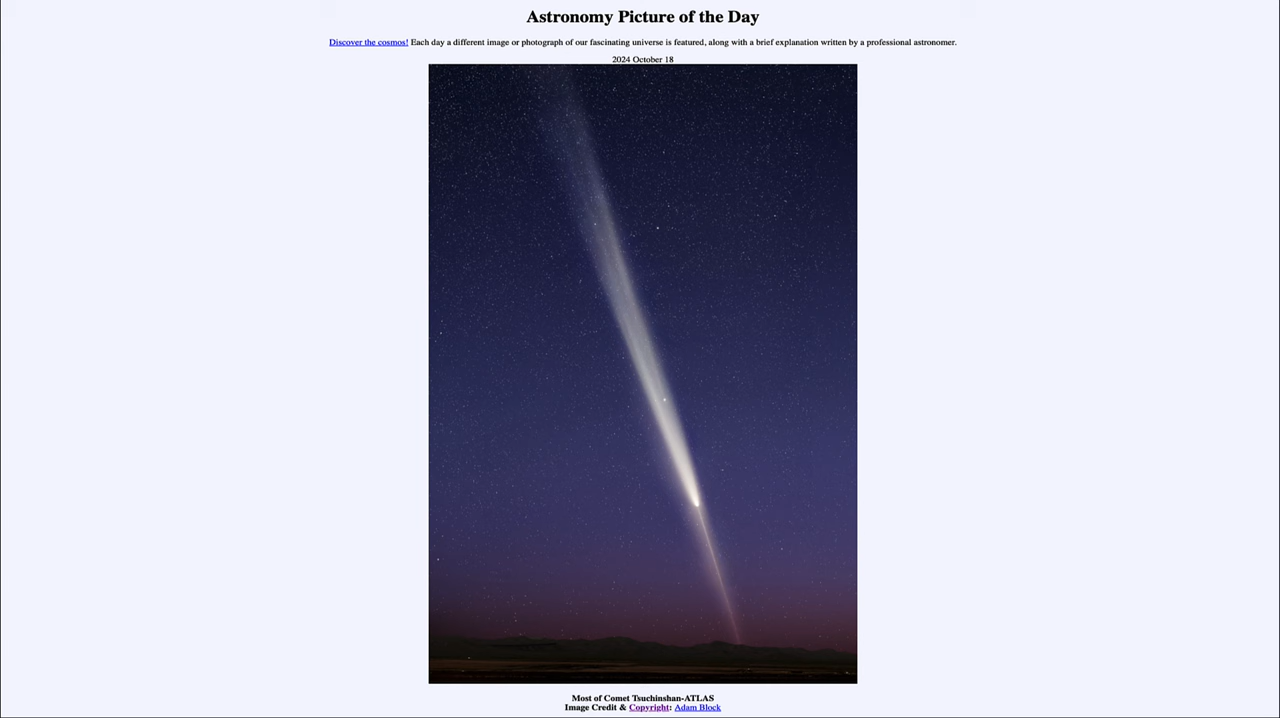 Astronomy Picture of the Day
Discover the cosmos! Each day a different image or photograph of our fascinating universe is featured, along with a brief explanation written by a professional astronomer.
2024 October 18
Most of Comet Tsuchinshan-ATLAS
Image Credit & Copyright: Adam Block